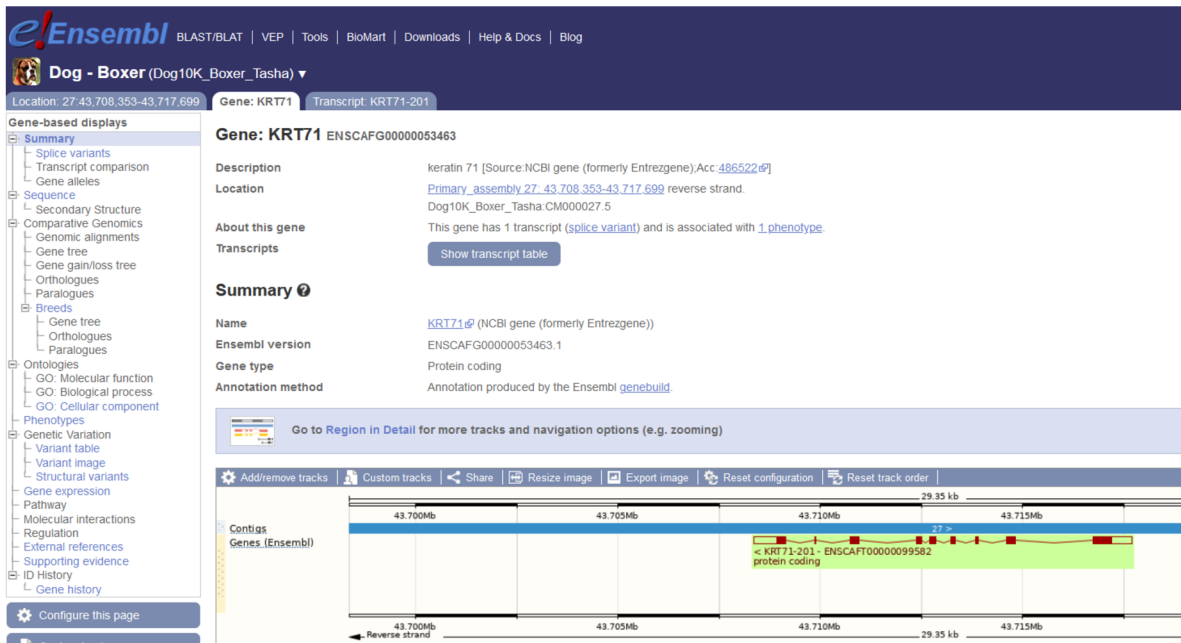 e!Ensembl BLAST/BLAT | VEP | Tools | BioMart | Downloads | Help & Docs | Blog
Dog - Boxer (Dog10K_Boxer_Tasha) ▼
Location: 27:43,708,353-43,717,699 Gene: KRT71 Transcript: KRT71-201
Gene-based displays
Summary
Splice variants
Transcript comparison
Gene alleles
Sequence
Secondary Structure
Comparative Genomics
Genomic alignments
Gene tree
Gene gain/loss tree
Orthologues
Paralogues
Breeds
Gene tree
Orthologues
Paralogues
Ontologies
GO: Molecular function
GO: Biological process
GO: Cellular component
Phenotypes
Genetic Variation
Variant table
Variant image
Structural variants
Gene expression
Pathway
Molecular interactions
Regulation
External references
Supporting evidence
ID History
Gene history
Configure this page
Gene: KRT71 ENSCAFG00000053463
Description keratin 71 [Source:NCBI gene (formerly Entrezgene);Acc:486522]
Location Primary_assembly 27: 43,708,353-43,717,699 reverse strand.
Dog10K_Boxer_Tasha:CM000027.5
About this gene This gene has 1 transcript (splice variant) and is associated with 1 phenotype.
Transcripts Show transcript table
Summary
Name KRT71 (NCBI gene (formerly Entrezgene))
Ensembl version ENSCAFG00000053463.1
Gene type Protein coding
Annotation method Annotation produced by the Ensembl genebuild.
Go to Region in Detail for more tracks and navigation options (e.g. zooming)
Add/remove tracks Custom tracks Share Resize image Export image Reset configuration Reset track order
29.35 kb
43.700Mb 43.705Mb 43.710Mb 43.715Mb
Contigs 27 >
Genes (Ensembl)
< KRT71-201 - ENSCAFT00000099582
protein coding
43.700Mb 43.705Mb 43.710Mb 43.715Mb
Reverse strand 29.35 kb